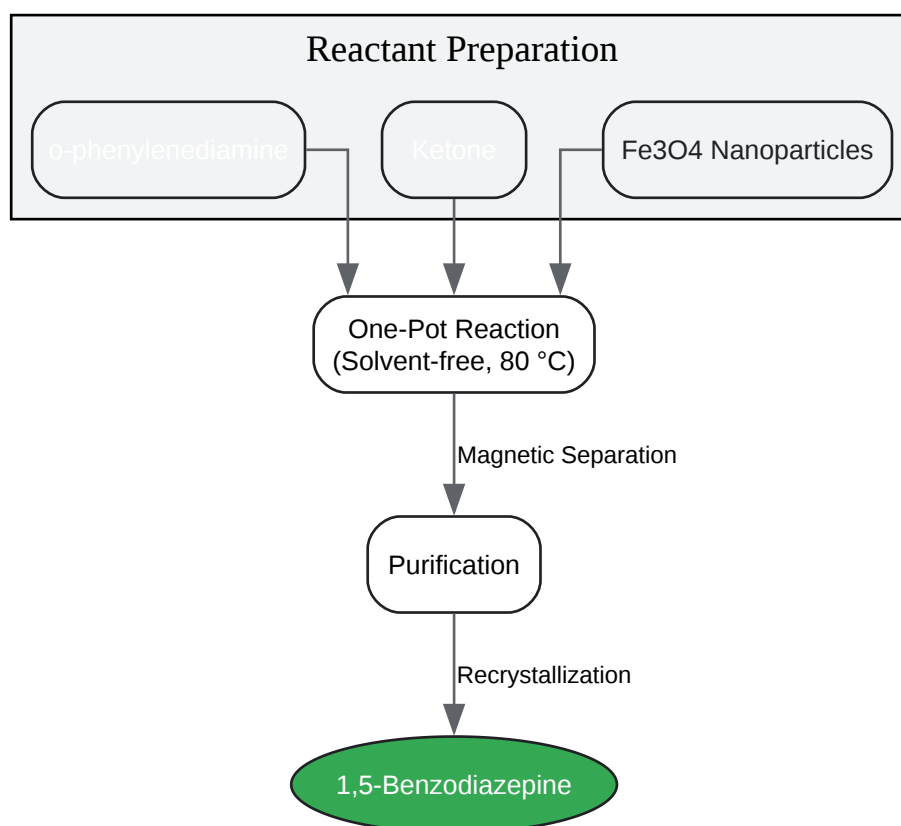 Reactant Preparation
o-phenylenediamine
Ketone
Fe3O4 Nanoparticles
One-Pot Reaction
(Solvent-free, 80 °C)
Magnetic Separation
Purification
Recrystallization
1,5-Benzodiazepine